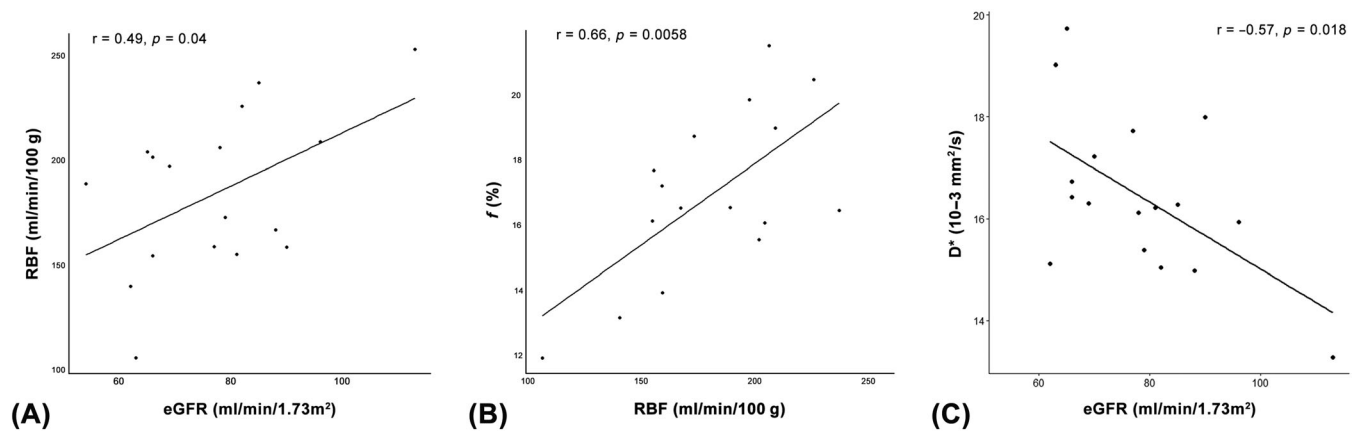 r = 0.49, p = 0.04
250
200
150
100
RBF (ml/min/100 g)
60 80 100
eGFR (ml/min/1.73m²)
(A)
r = 0.66, p = 0.0058
20
18
16
14
12
f (%)
100 150 200 250
RBF (ml/min/100 g)
(B)
r = −0.57, p = 0.018
20
18
16
14
D* (10−3 mm²/s)
60 80 100
eGFR (ml/min/1.73m²)
(C)